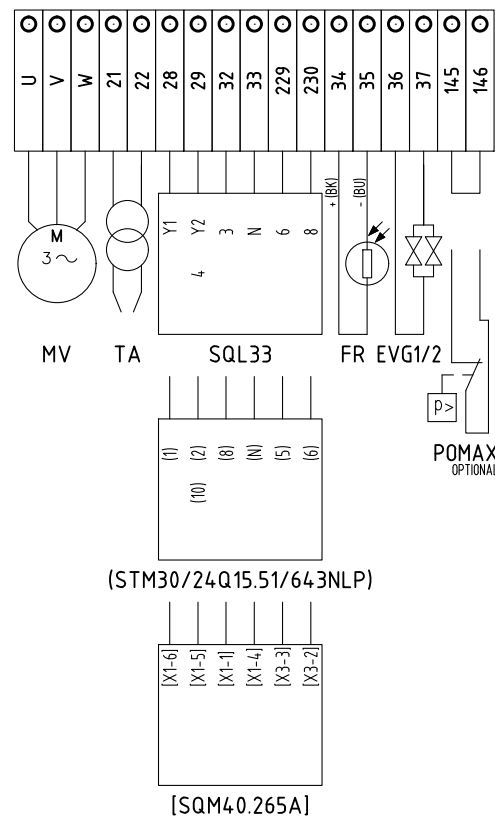 U V W 21 22 28 29 32 33 229 230 34 35 36 37 145 146
+ (BK) - (BU)
Y1 Y2 3 N 6 8
4
M
3~
MV TA SQL33 FR EVG1/2
p>
POMAX
OPTIONAL
(1) (2) (8) (N) (5) (6)
(10)
(STM30/24Q15.51/643NLP)
[X1-6] [X1-5] [X1-1] [X1-4] [X3-3] [X3-2]
[SQM40.265A]